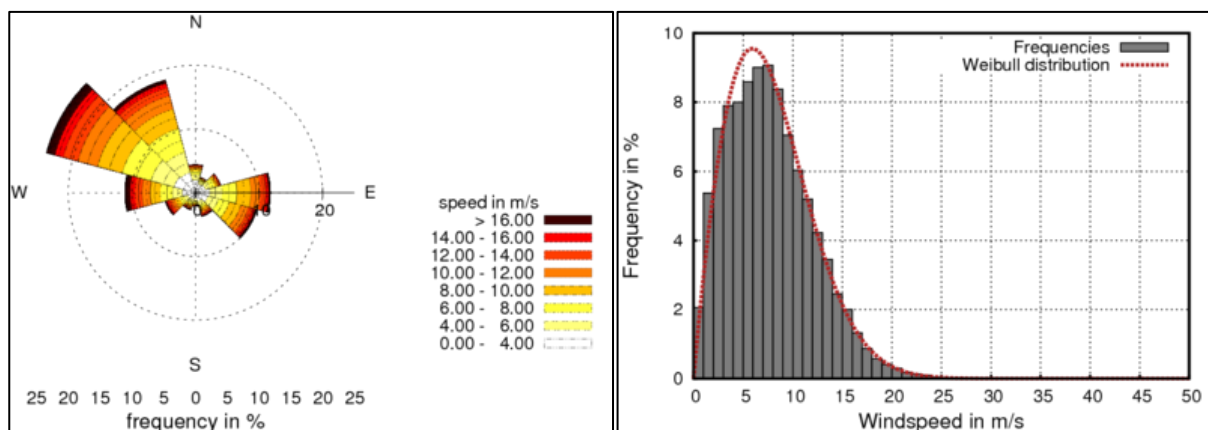 N
W
E
0
10
20
S
25 20 15 10 5 0 5 10 15 20 25
frequency in %
speed in m/s
> 16.00
14.00 - 16.00
12.00 - 14.00
10.00 - 12.00
8.00 - 10.00
6.00 - 8.00
4.00 - 6.00
0.00 - 4.00
Frequencies
Weibull distribution
Frequency in %
10
8
6
4
2
0
0 5 10 15 20 25 30 35 40 45 50
Windspeed in m/s